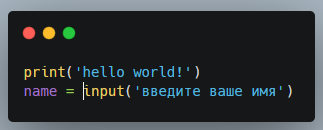 print('hello world!')
name = input('введите ваше имя')